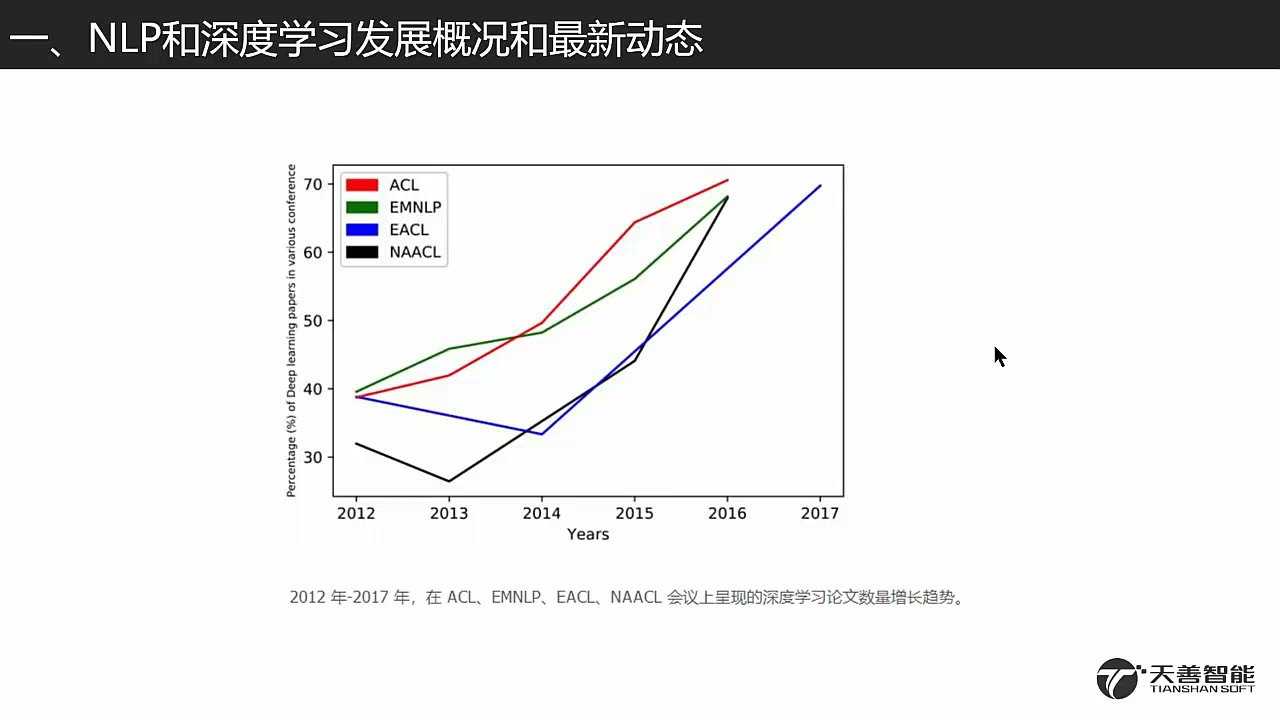 一、NLP和深度学习发展概况和最新动态
Percentage (%) of Deep learning papers in various conference
70
60
50
40
30
ACL
EMNLP
EACL
NAACL
2012 2013 2014 2015 2016 2017
Years
2012 年-2017 年，在 ACL、EMNLP、EACL、NAACL 会议上呈现的深度学习论文数量增长趋势。
天善智能
TIANSHAN SOFT